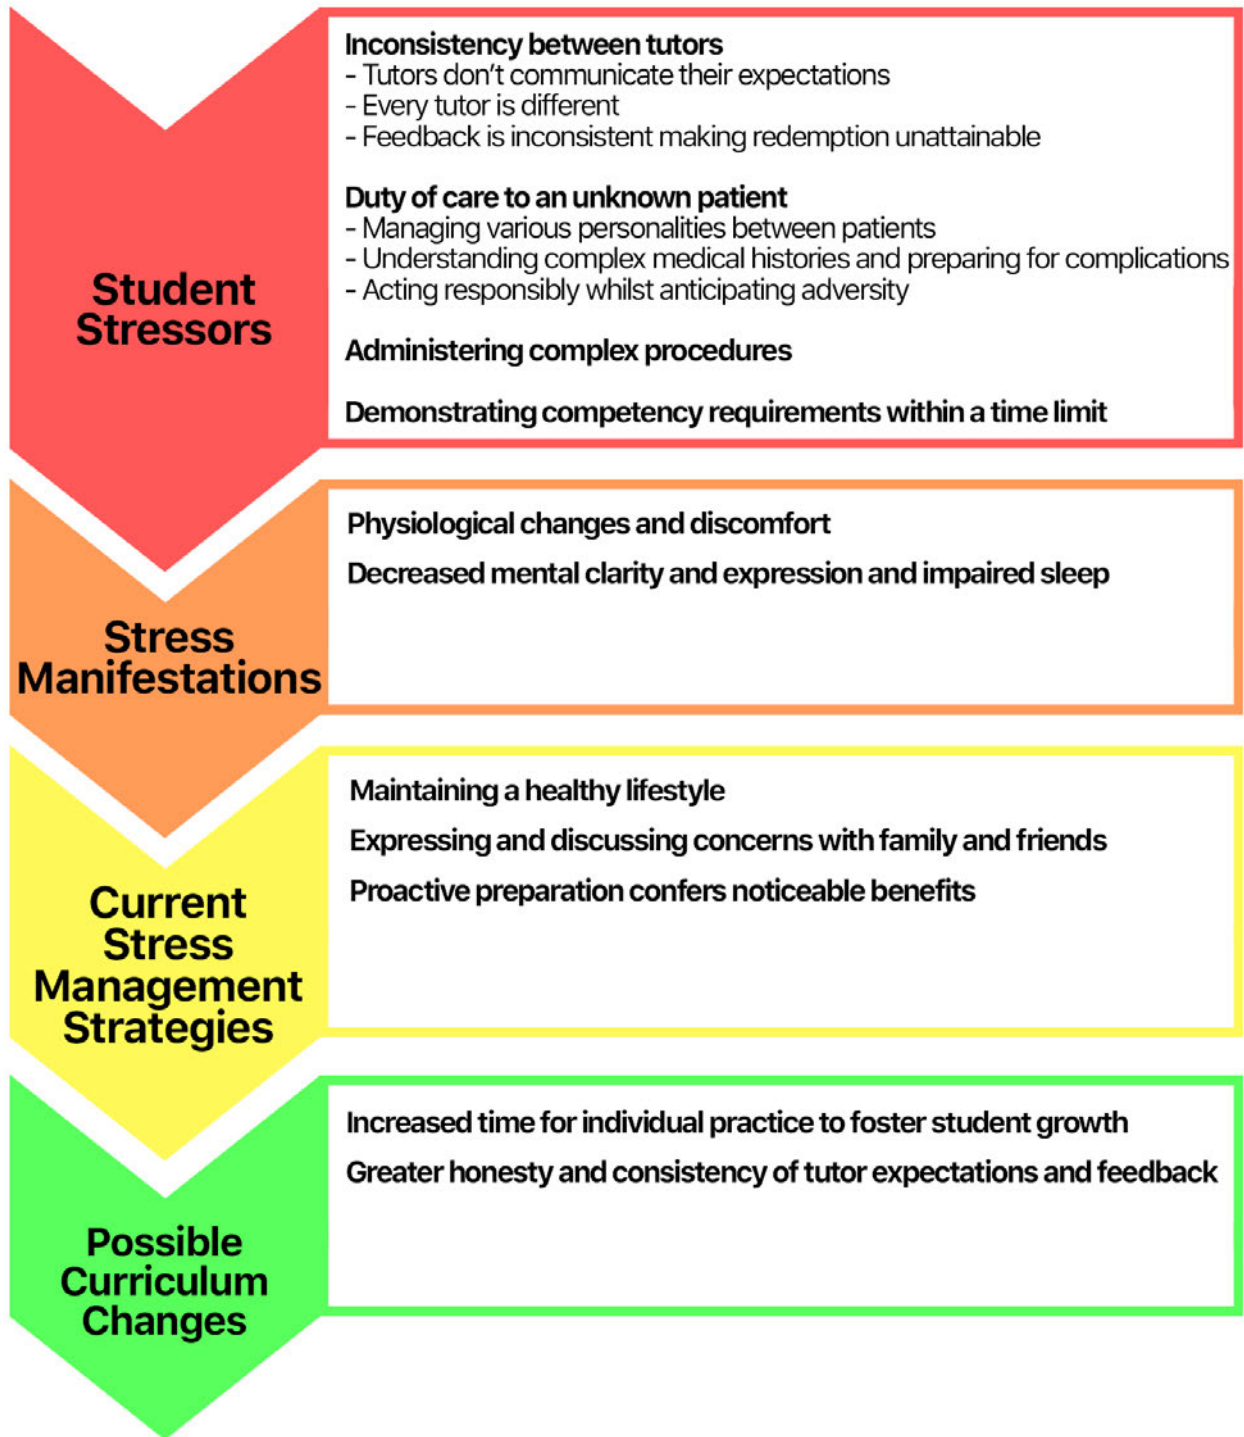 Student
Stressors
Inconsistency between tutors
- Tutors don't communicate their expectations
- Every tutor is different
- Feedback is inconsistent making redemption unattainable
Duty of care to an unknown patient
- Managing various personalities between patients
- Understanding complex medical histories and preparing for complications
- Acting responsibly whilst anticipating adversity
Administering complex procedures
Demonstrating competency requirements within a time limit
Stress
Manifestations
Physiological changes and discomfort
Decreased mental clarity and expression and impaired sleep
Current
Stress
Management
Strategies
Maintaining a healthy lifestyle
Expressing and discussing concerns with family and friends
Proactive preparation confers noticeable benefits
Possible
Curriculum
Changes
Increased time for individual practice to foster student growth
Greater honesty and consistency of tutor expectations and feedback